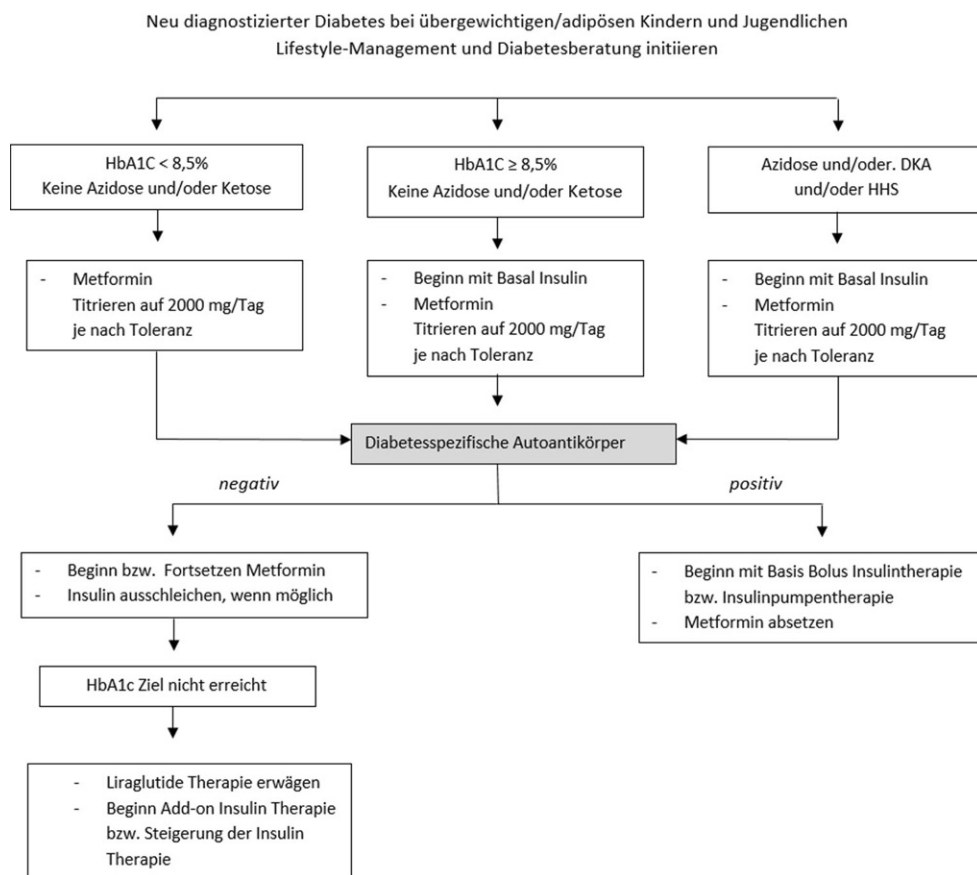 Neu diagnostizierter Diabetes bei übergewichtigen/adipösen Kindern und Jugendlichen
Lifestyle-Management und Diabetesberatung initiieren
HbA1C < 8,5%
Keine Azidose und/oder Ketose
HbA1C ≥ 8,5%
Keine Azidose und/oder Ketose
Azidose und/oder. DKA
und/oder HHS
- Metformin
Titrieren auf 2000 mg/Tag
je nach Toleranz
- Beginn mit Basal Insulin
- Metformin
Titrieren auf 2000 mg/Tag
je nach Toleranz
- Beginn mit Basal Insulin
- Metformin
Titrieren auf 2000 mg/Tag
je nach Toleranz
Diabetesspezifische Autoantikörper
negativ
positiv
- Beginn bzw. Fortsetzen Metformin
- Insulin ausschleichen, wenn möglich
- Beginn mit Basis Bolus Insulintherapie
bzw. Insulinpumpentherapie
- Metformin absetzen
HbA1c Ziel nicht erreicht
- Liraglutide Therapie erwägen
- Beginn Add-on Insulin Therapie
bzw. Steigerung der Insulin
Therapie